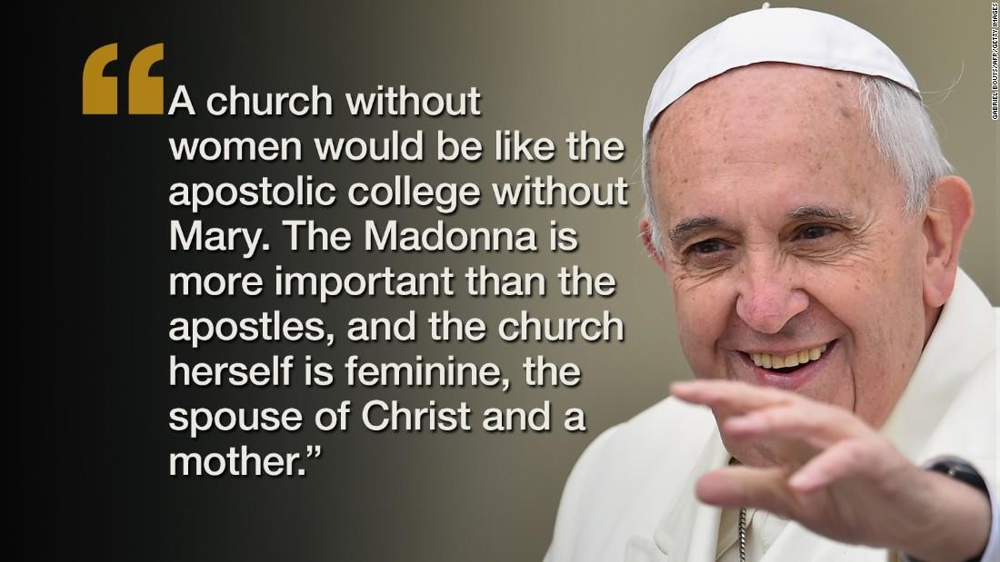 “
A church without
women would be like the
apostolic college without
Mary. The Madonna is
more important than the
apostles, and the church
herself is feminine, the
spouse of Christ and a
mother.”
GABRIEL BOUYS/AFP/GETTY IMAGES